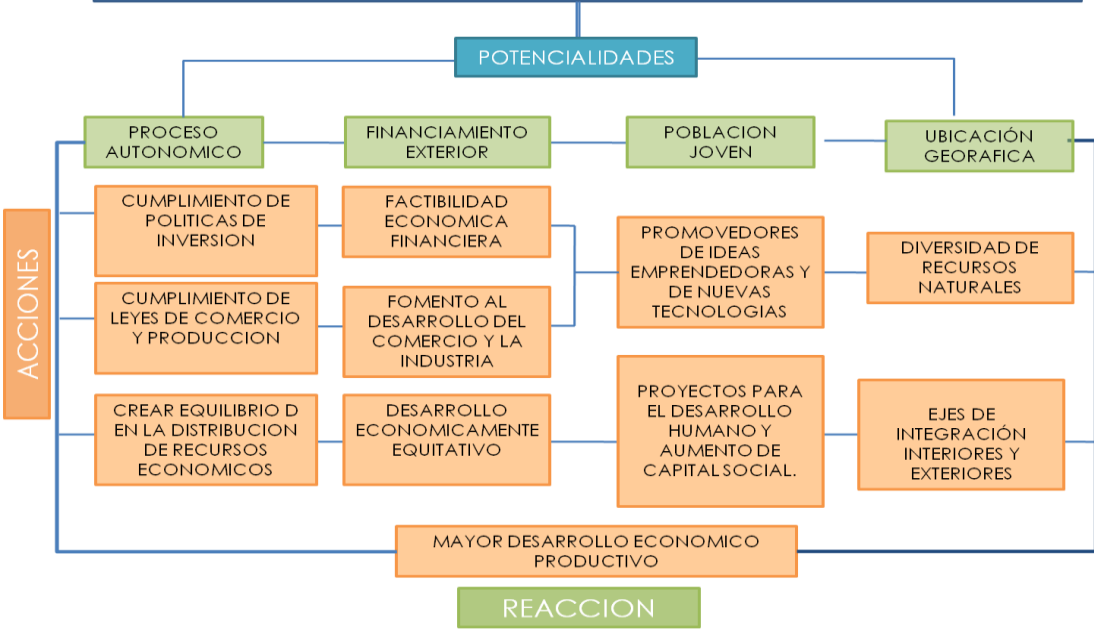 POTENCIALIDADES
PROCESO
AUTONOMICO
FINANCIAMIENTO
EXTERIOR
POBLACION
JOVEN
UBICACIÓN
GEORAFICA
ACCIONES
CUMPLIMIENTO DE
POLITICAS DE
INVERSION
FACTIBILIDAD
ECONOMICA
FINANCIERA
PROMOVEDORES
DE IDEAS
EMPRENDEDORAS Y
DE NUEVAS
TECNOLOGIAS
DIVERSIDAD DE
RECURSOS
NATURALES
CUMPLIMIENTO DE
LEYES DE COMERCIO
Y PRODUCCION
FOMENTO AL
DESARROLLO DEL
COMERCIO Y LA
INDUSTRIA
CREAR EQUILIBRIO D
EN LA DISTRIBUCION
DE RECURSOS
ECONOMICOS
DESARROLLO
ECONOMICAMENTE
EQUITATIVO
PROYECTOS PARA
EL DESARROLLO
HUMANO Y
AUMENTO DE
CAPITAL SOCIAL.
EJES DE
INTEGRACIÓN
INTERIORES Y
EXTERIORES
MAYOR DESARROLLO ECONOMICO
PRODUCTIVO
REACCION